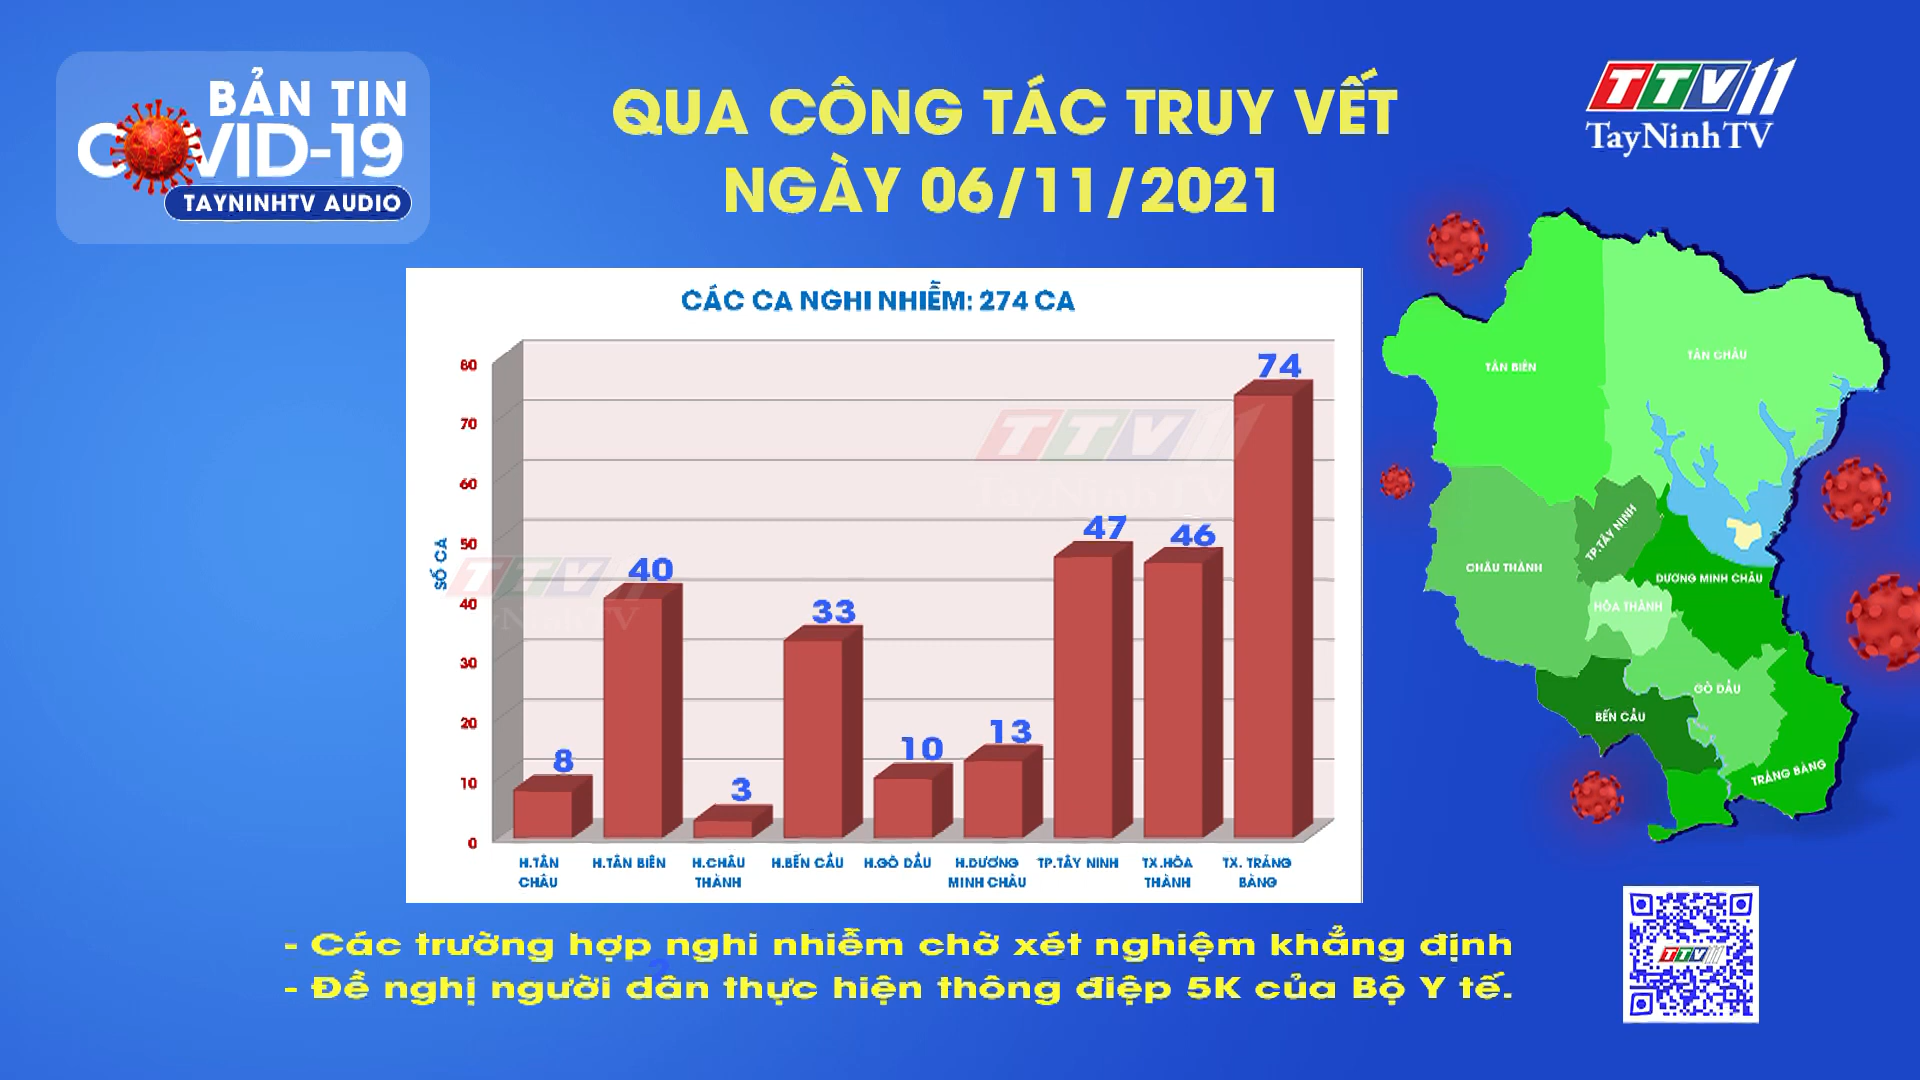 BẢN TIN
COVID-19
TAYNINHTV AUDIO
QUA CÔNG TÁC TRUY VẾT
NGÀY 06/11/2021
TTV11
TayNinhTV
CÁC CA NGHI NHIỄM: 274 CA
SỐ CA
80
70
60
50
40
30
20
10
0
8
40
3
33
10
13
47
46
74
H.TÂN CHÂU
H.TÂN BIÊN
H.CHÂU THÀNH
H.BẾN CẦU
H.GÒ DẦU
H.DƯƠNG MINH CHÂU
TP.TÂY NINH
TX.HÒA THÀNH
TX. TRẢNG BÀNG
TTV11
TayNinhTV
TTV11
TayNinhTV
TÂN BIÊN
TÂN CHÂU
TP.TÂY NINH
CHÂU THÀNH
DƯƠNG MINH CHÂU
HÒA THÀNH
GÒ DẦU
BẾN CẦU
TRẢNG BÀNG
- Các trường hợp nghi nhiễm chờ xét nghiệm khẳng định
- Đề nghị người dân thực hiện thông điệp 5K của Bộ Y tế.
TTV11